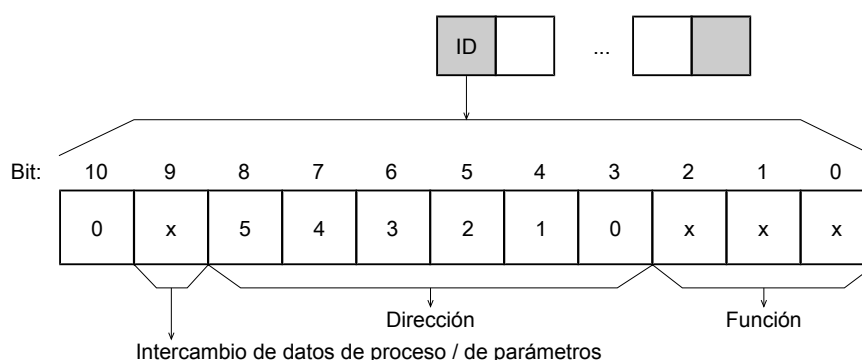 ID ...
Bit: 10 9 8 7 6 5 4 3 2 1 0
0 x 5 4 3 2 1 0 x x x
Dirección Función
Intercambio de datos de proceso / de parámetros